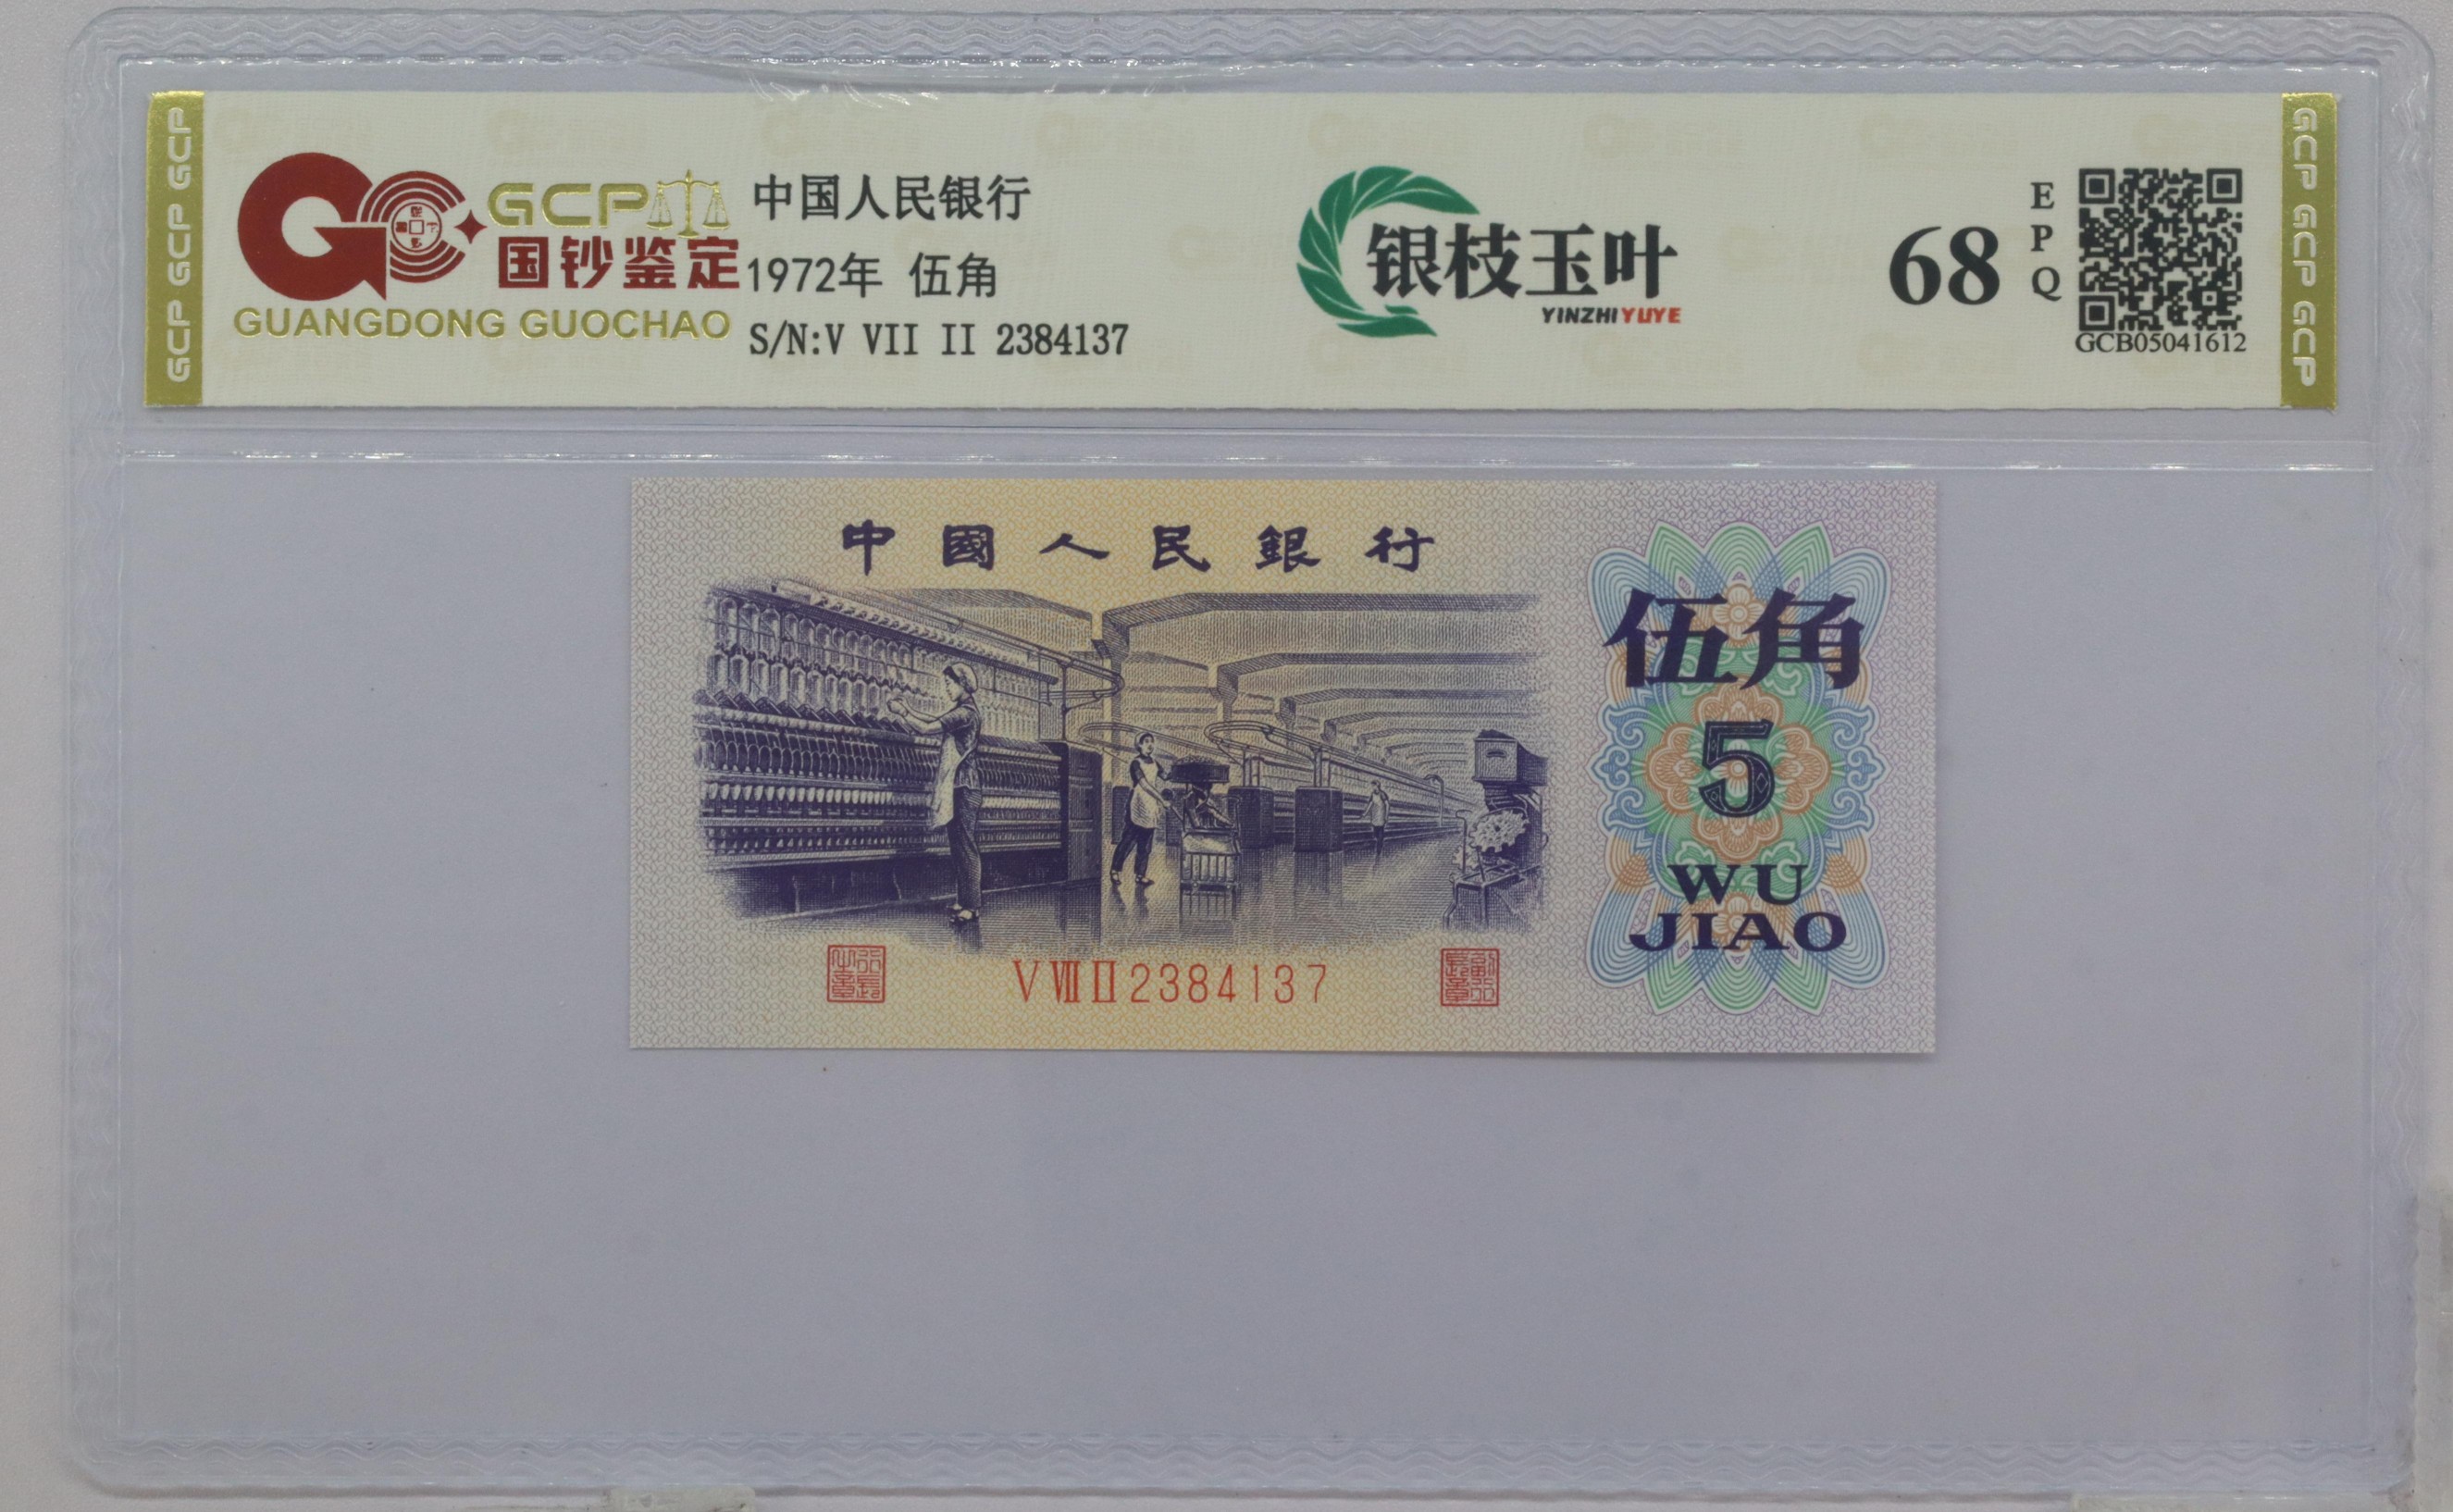 GCP GCP GCP
GCP
国钞鉴定
GUANGDONG GUOCHAO
中国人民银行
1972年 伍角
S/N:V VII II 2384137
银枝玉叶
YINZHIYUYE
68
EPQ
GCB05041612
GCP GCP GCP
中國人民銀行
伍角
5
WU
JIAO
V VII II 2384137